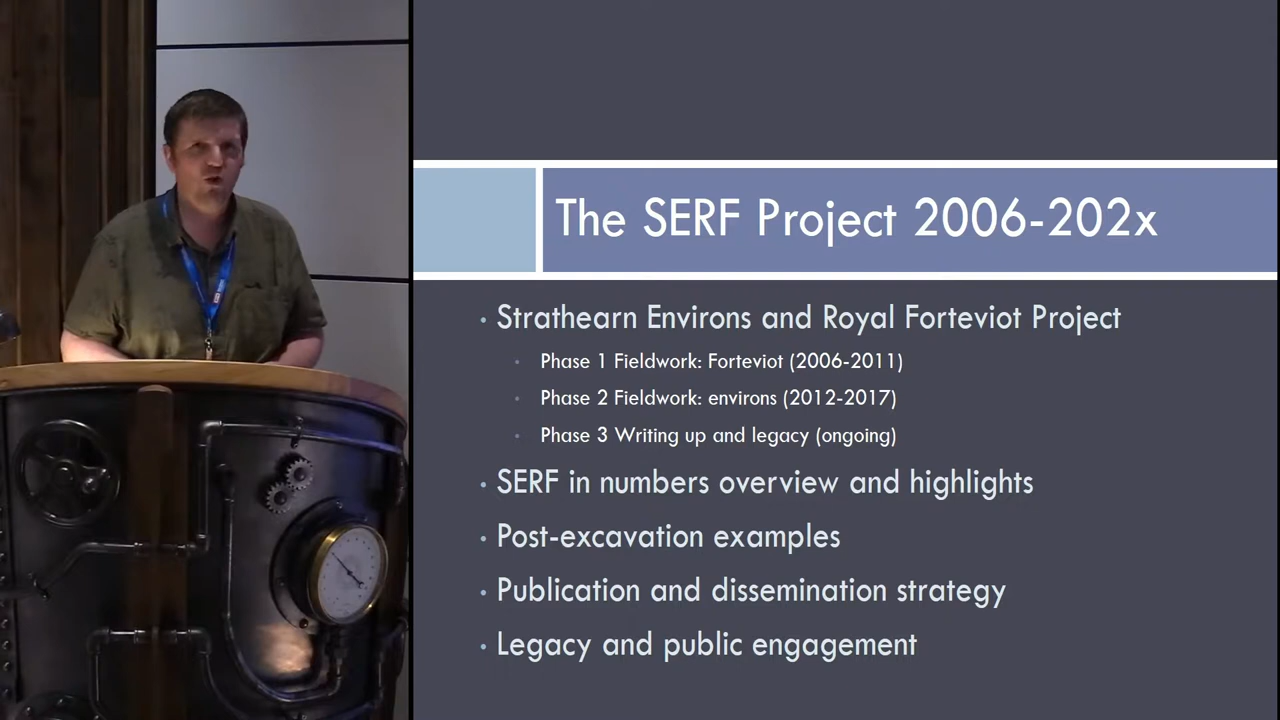 The SERF Project 2006-202x
Strathearn Environs and Royal Forteviot Project
Phase 1 Fieldwork: Forteviot (2006-2011)
Phase 2 Fieldwork: environs (2012-2017)
Phase 3 Writing up and legacy (ongoing)
SERF in numbers overview and highlights
Post-excavation examples
Publication and dissemination strategy
Legacy and public engagement